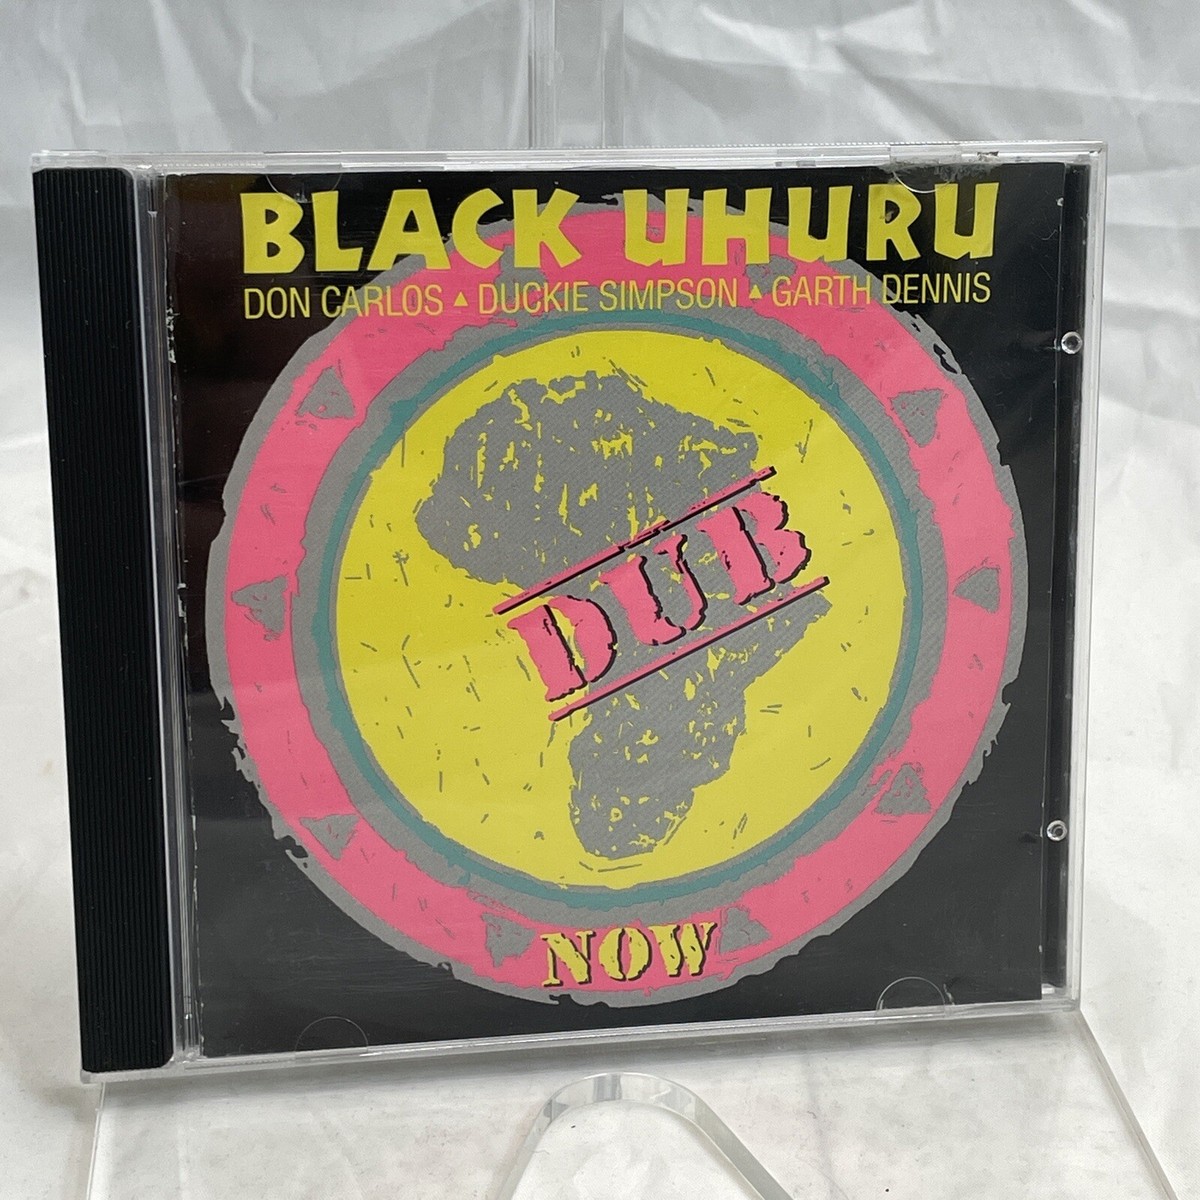 BLACK UHURU
DON CARLOS ▲ DUCKIE SIMPSON ▲ GARTH DENNIS
DUB
NOW